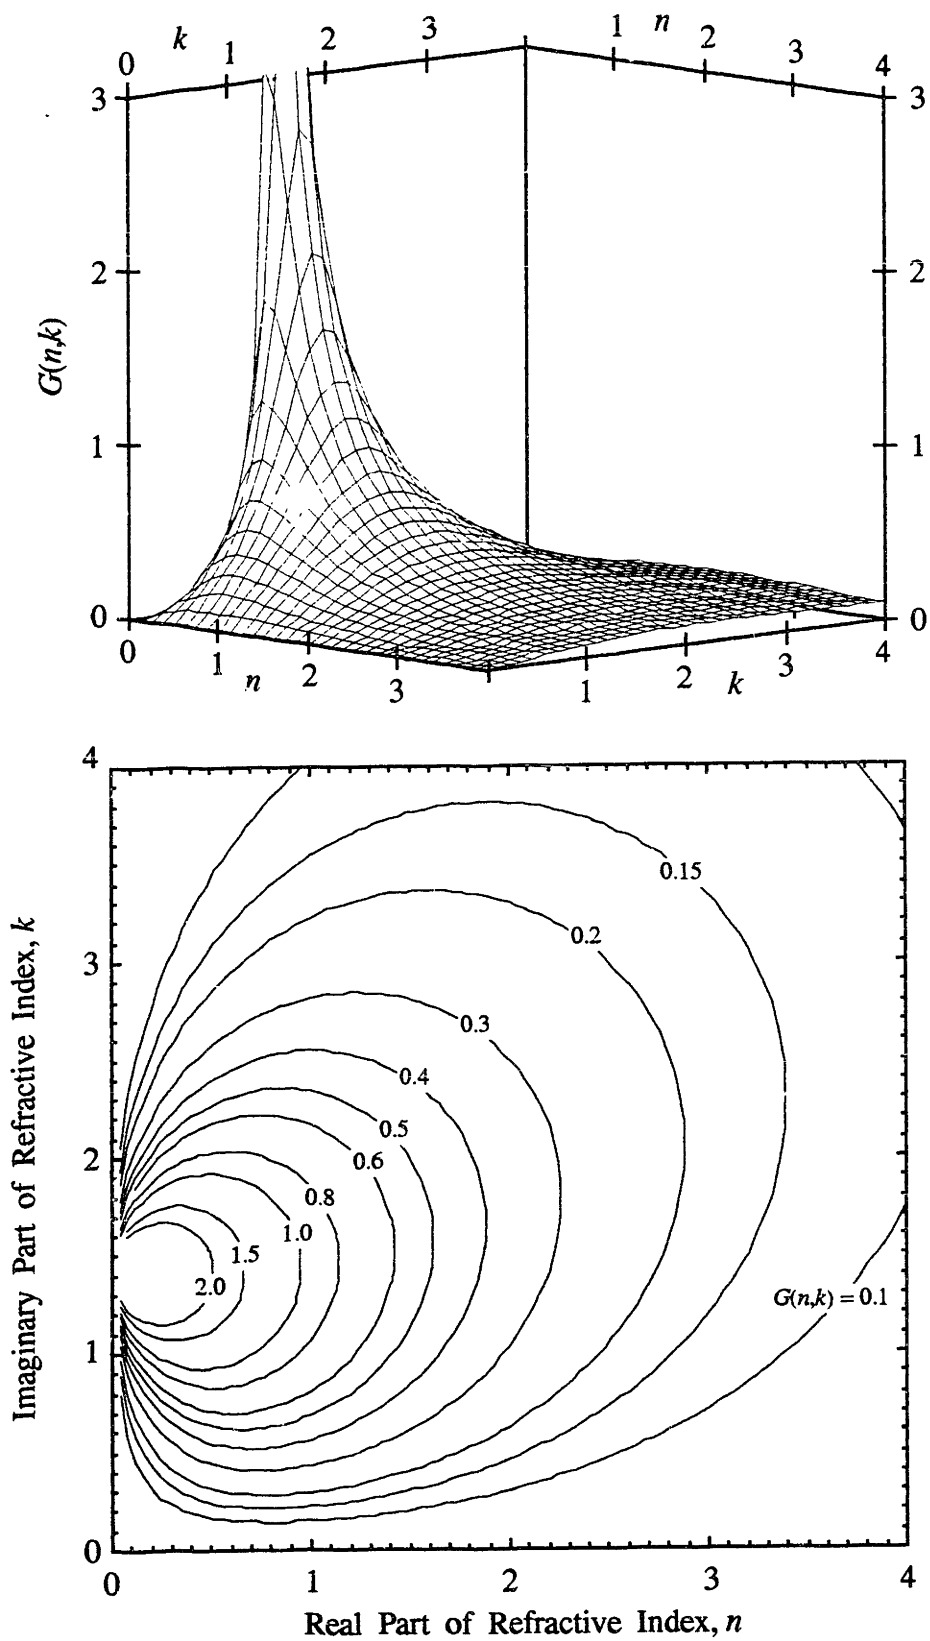 k 1 2 3 1 n 2 3 4
0
3 3
2 2
G(n,k)
1 1
0 0
0 1 n 2 3 1 2 k 3 4
4
0.15
0.2
3
0.3
0.4
0.5
2
0.6
0.8
1.0
1.5
2.0
G(n,k) = 0.1
1
0
Imaginary Part of Refractive Index, k
0 1 2 3 4
Real Part of Refractive Index, n